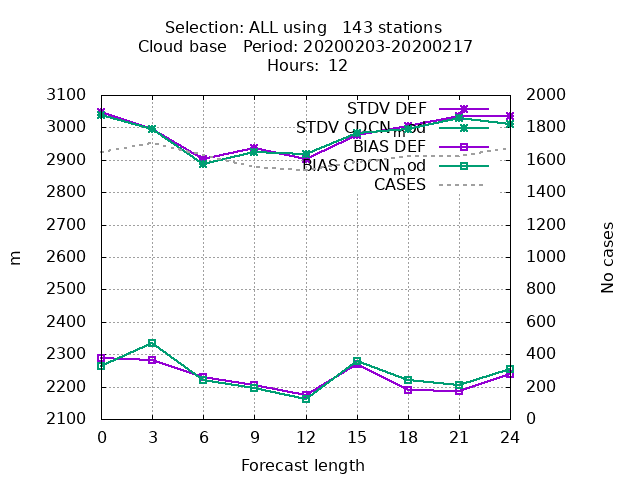 Selection: ALL using   143 stations
Cloud base   Period: 20200203-20200217
Hours:  12
3100
3000
2900
2800
2700
2600
2500
2400
2300
2200
2100
2000
1800
1600
1400
1200
1000
800
600
400
200
0
STDV DEF
STDV CDCN_mod
BIAS DEF
BIAS CDCN_mod
CASES
m
No cases
0 3 6 9 12 15 18 21 24
Forecast length